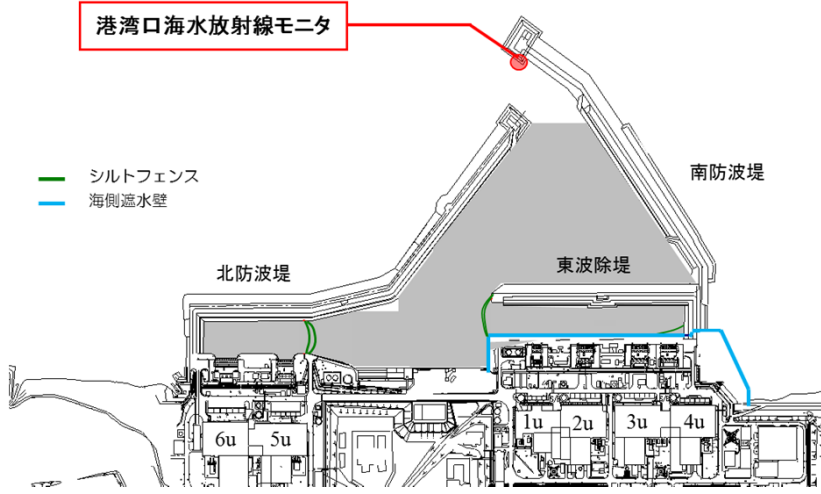 港湾口海水放射線モニタ
シルトフェンス
海側遮水壁
南防波堤
北防波堤
東波除堤
6u
5u
1u
2u
3u
4u